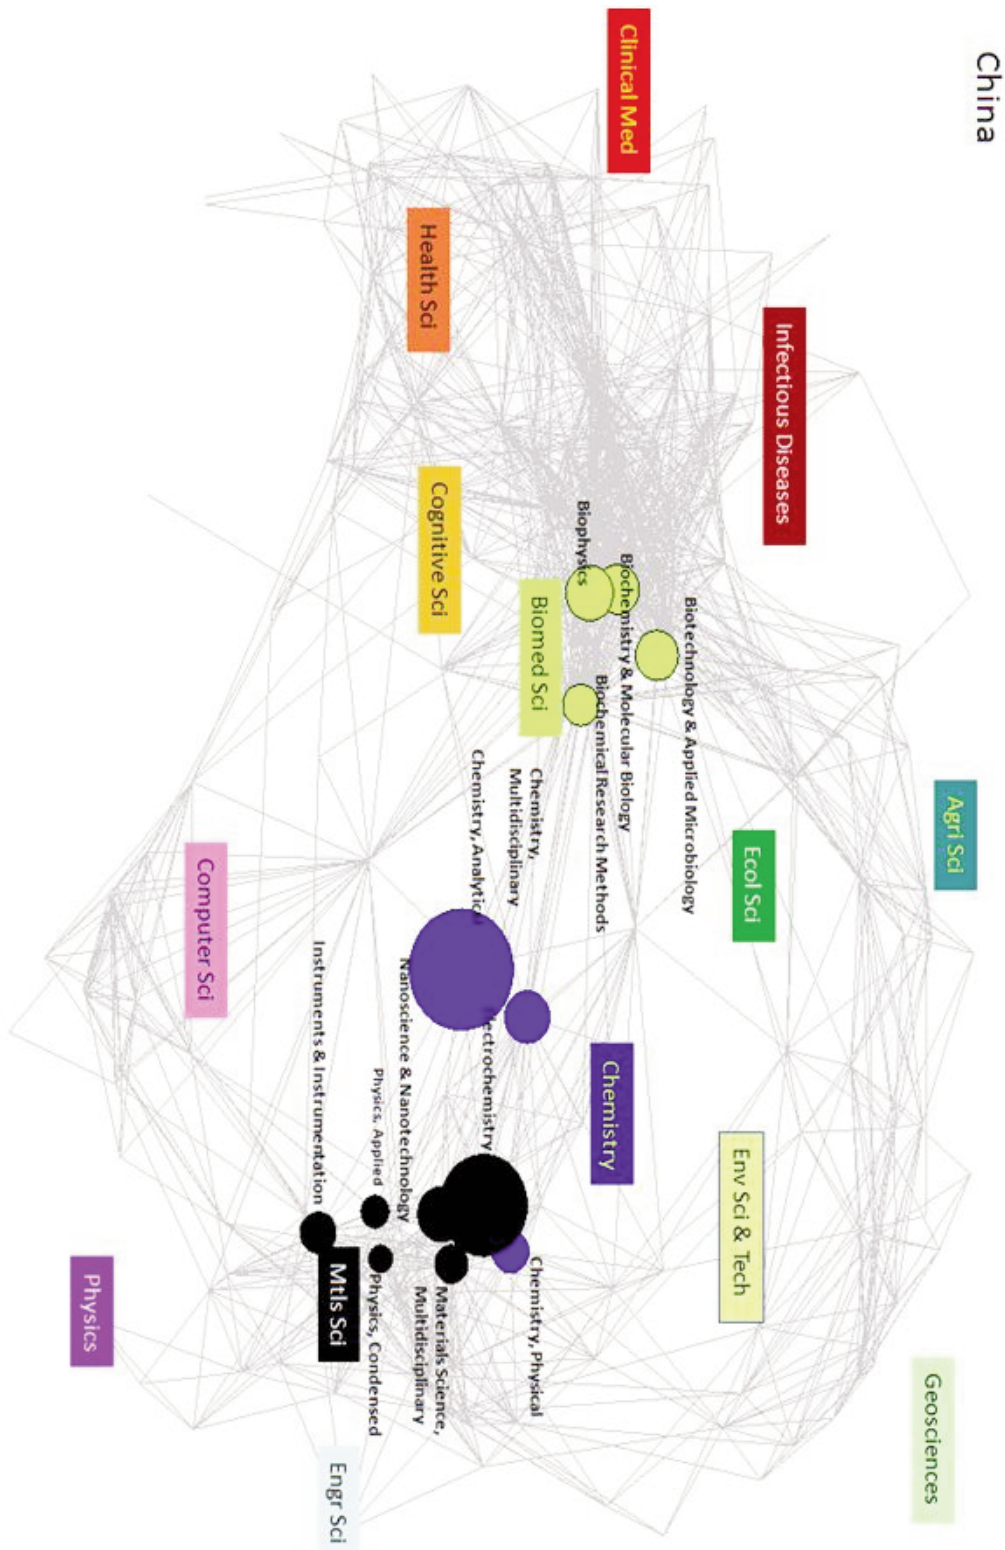 China
Clinical Med
Infectious Diseases
Health Sci
Agri Sci
Cognitive Sci
Biophysics
Biochemistry & Molecular Biology
Biotechnology & Applied Microbiology
Biomed Sci
Biochemical Research Methods
Ecol Sci
Chemistry,
Multidisciplinary
Chemistry, Analytic
Computer Sci
Chemistry
Electrochemistry
Nanoscience & Nanotechnology
Physics, Applied
Instruments & Instrumentation
Env Sci & Tech
Chemistry, Physical
Materials Science,
Multidisciplinary
Physics, Condensed
Mtls Sci
Physics
Geosciences
Engr Sci